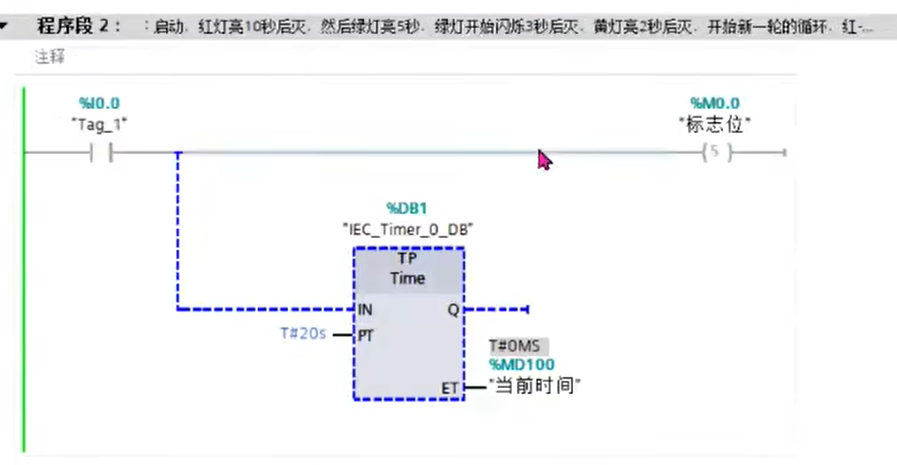 程序段 2： ：启动，红灯亮10秒后灭，然后绿灯亮5秒，绿灯开始闪烁3秒后灭，黄灯亮2秒后灭，开始新一轮的循环，红-...
注释
%I0.0
"Tag_1"
%M0.0
"标志位"
S
%DB1
"IEC_Timer_0_DB"
TP
Time
IN Q
T#20s PT
T#0MS
%MD100
ET "当前时间"